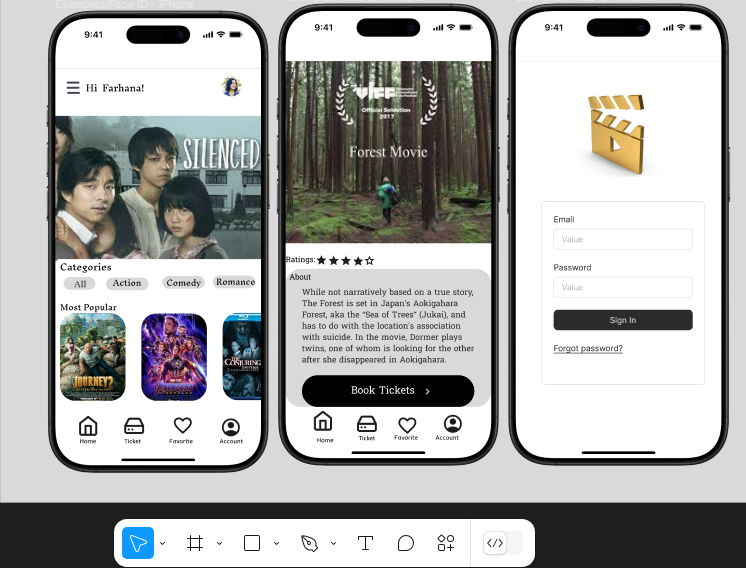 Examples/Face ID - iPhone
9:41
Hi Farhana!
SILENCED
Categories
All
Action
Comedy
Romance
Most Popular
JOURNEY2
AVENGERS
THE
CONJURING
Home
Ticket
Favorite
Account
9:41
VIFF
Official Selection
2017
Forest Movie
Ratings:
About
While not narratively based on a true story,
The Forest is set in Japan's Aokigahara
Forest, aka the “Sea of Trees” (Jukai), and
has to do with the location's association
with suicide. In the movie, Dormer plays
twins, one of whom is looking for the other
after she disappeared in Aokigahara.
Book Tickets
Home
Ticket
Favorite
Account
9:41
Email
Value
Password
Value
Sign In
Forgot password?